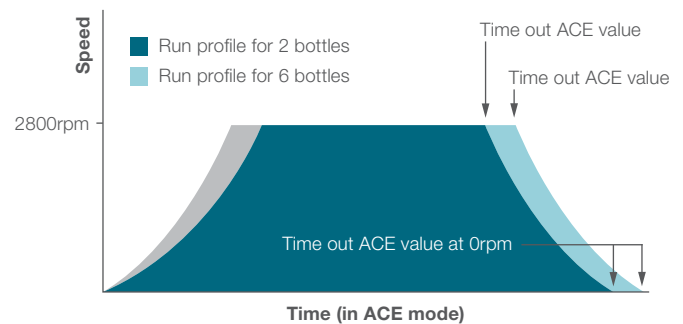 Speed
Time out ACE value
Run profile for 2 bottles
Run profile for 6 bottles
Time out ACE value
2800rpm
Time out ACE value at 0rpm
Time (in ACE mode)